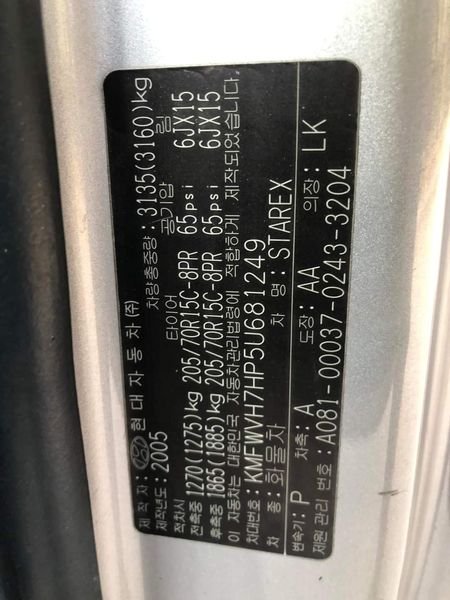 제작자: 현대자동차(주)
제작년도: 2005 차량총중량: 3135(3160)kg
적차시 타이어 공기압 림
전축중 1270(1275)kg 205/70R15C-8PR 65psi 6JX15
후축중 1865(1885)kg 205/70R15C-8PR 65psi 6JX15
이 자동차는 대한민국 자동차관리법령에 적합하게 제작되었습니다.
차대번호: KMFWVH7HP5U681249
차 종: 화물차 차 명: STAREX
변속기: P 차축: A 도장: AA 의장: LK
제원 관리 번호: A081-00037-0243-3204